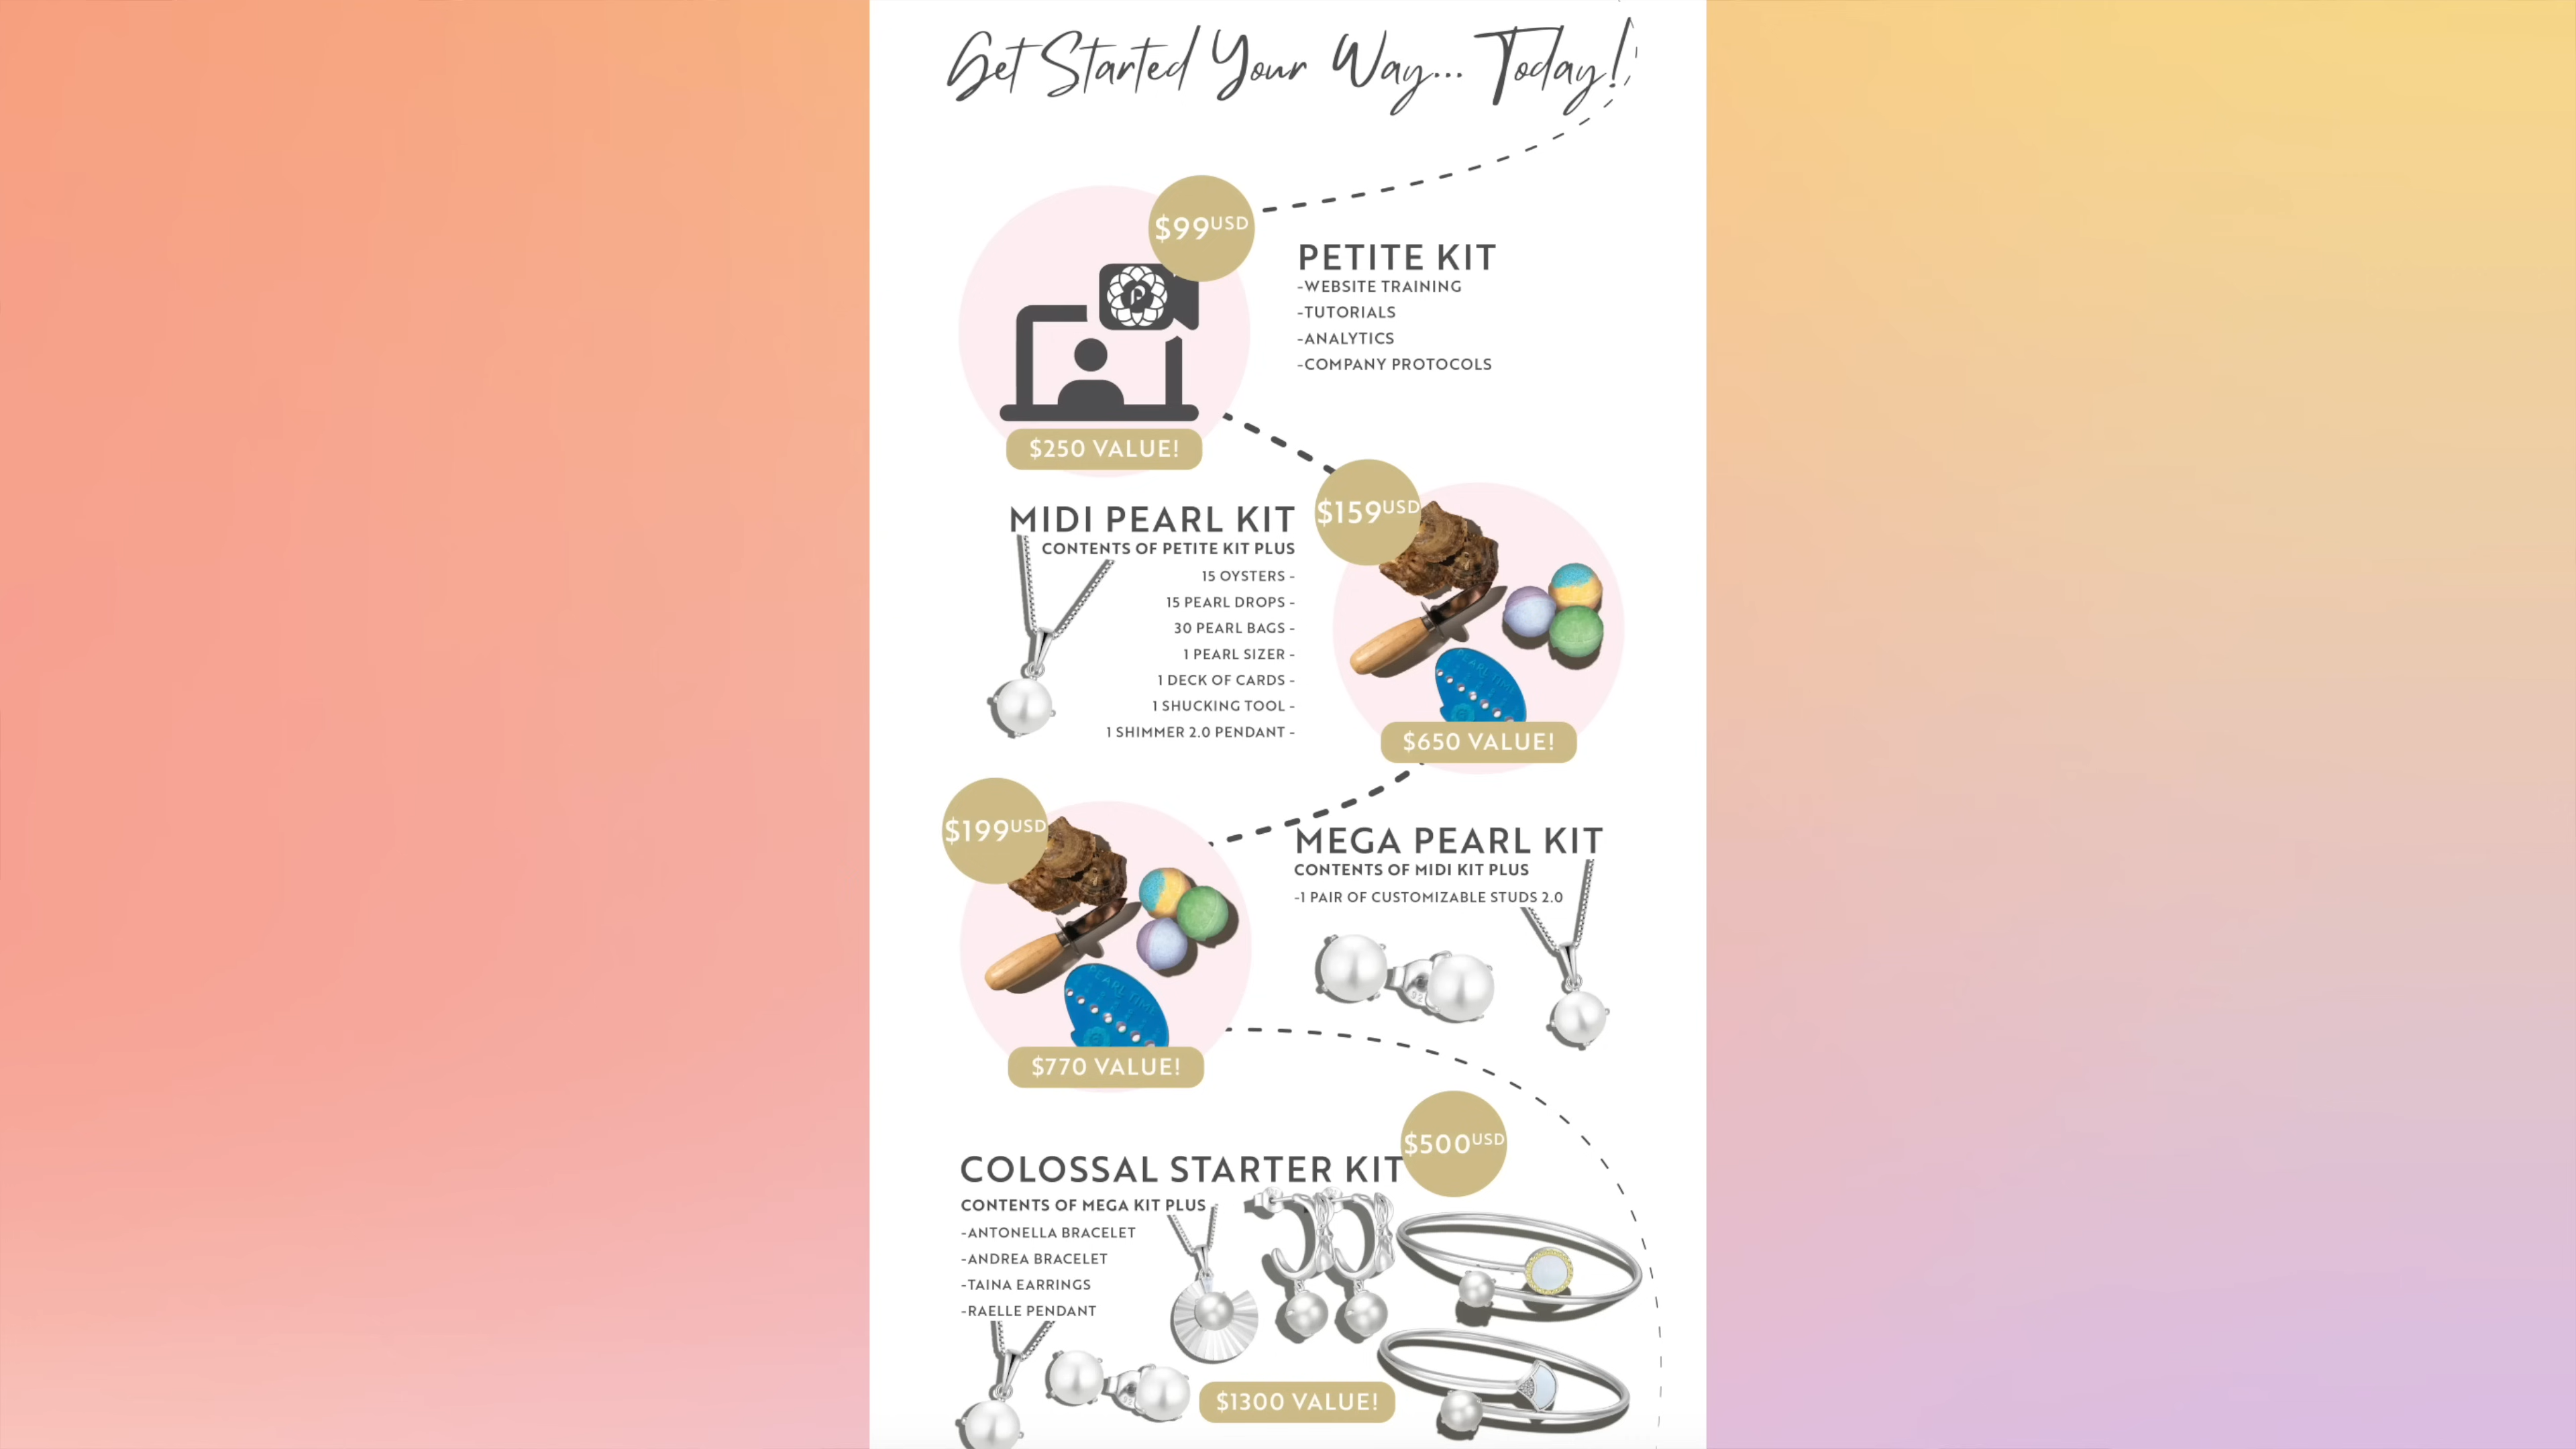 Get Started Your Way... Today!
$99USD
PETITE KIT
-WEBSITE TRAINING
-TUTORIALS
-ANALYTICS
-COMPANY PROTOCOLS
$250 VALUE!
MIDI PEARL KIT
CONTENTS OF PETITE KIT PLUS
15 OYSTERS -
15 PEARL DROPS -
30 PEARL BAGS -
1 PEARL SIZER -
1 DECK OF CARDS -
1 SHUCKING TOOL -
1 SHIMMER 2.0 PENDANT -
$159USD
PEARL TIME
$650 VALUE!
$199USD
PEARL TIME
$770 VALUE!
MEGA PEARL KIT
CONTENTS OF MIDI KIT PLUS
-1 PAIR OF CUSTOMIZABLE STUDS 2.0
$500USD
COLOSSAL STARTER KIT
CONTENTS OF MEGA KIT PLUS
-ANTONELLA BRACELET
-ANDREA BRACELET
-TAINA EARRINGS
-RAELLE PENDANT
$1300 VALUE!